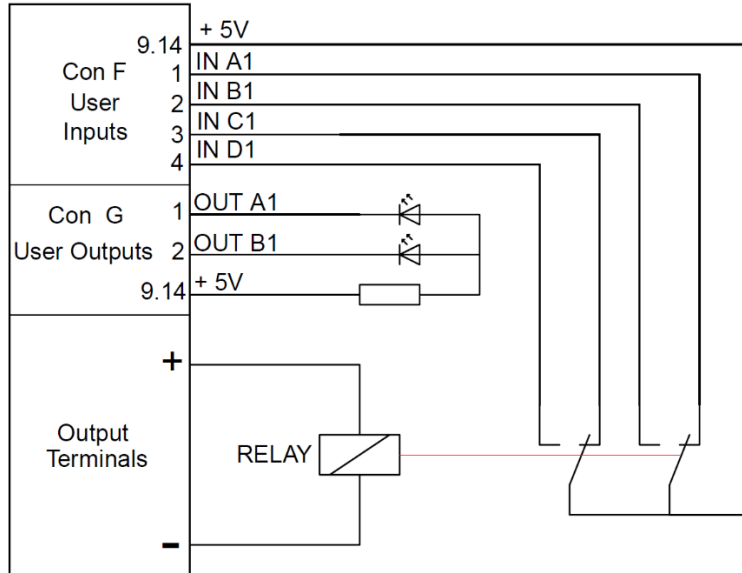 + 5V
9.14
IN A1
Con F
1
User
IN B1
2
Inputs
IN C1
3
IN D1
4
Con G
1
OUT A1
User Outputs
2
OUT B1
9.14
+ 5V
+
Output
Terminals
RELAY
-